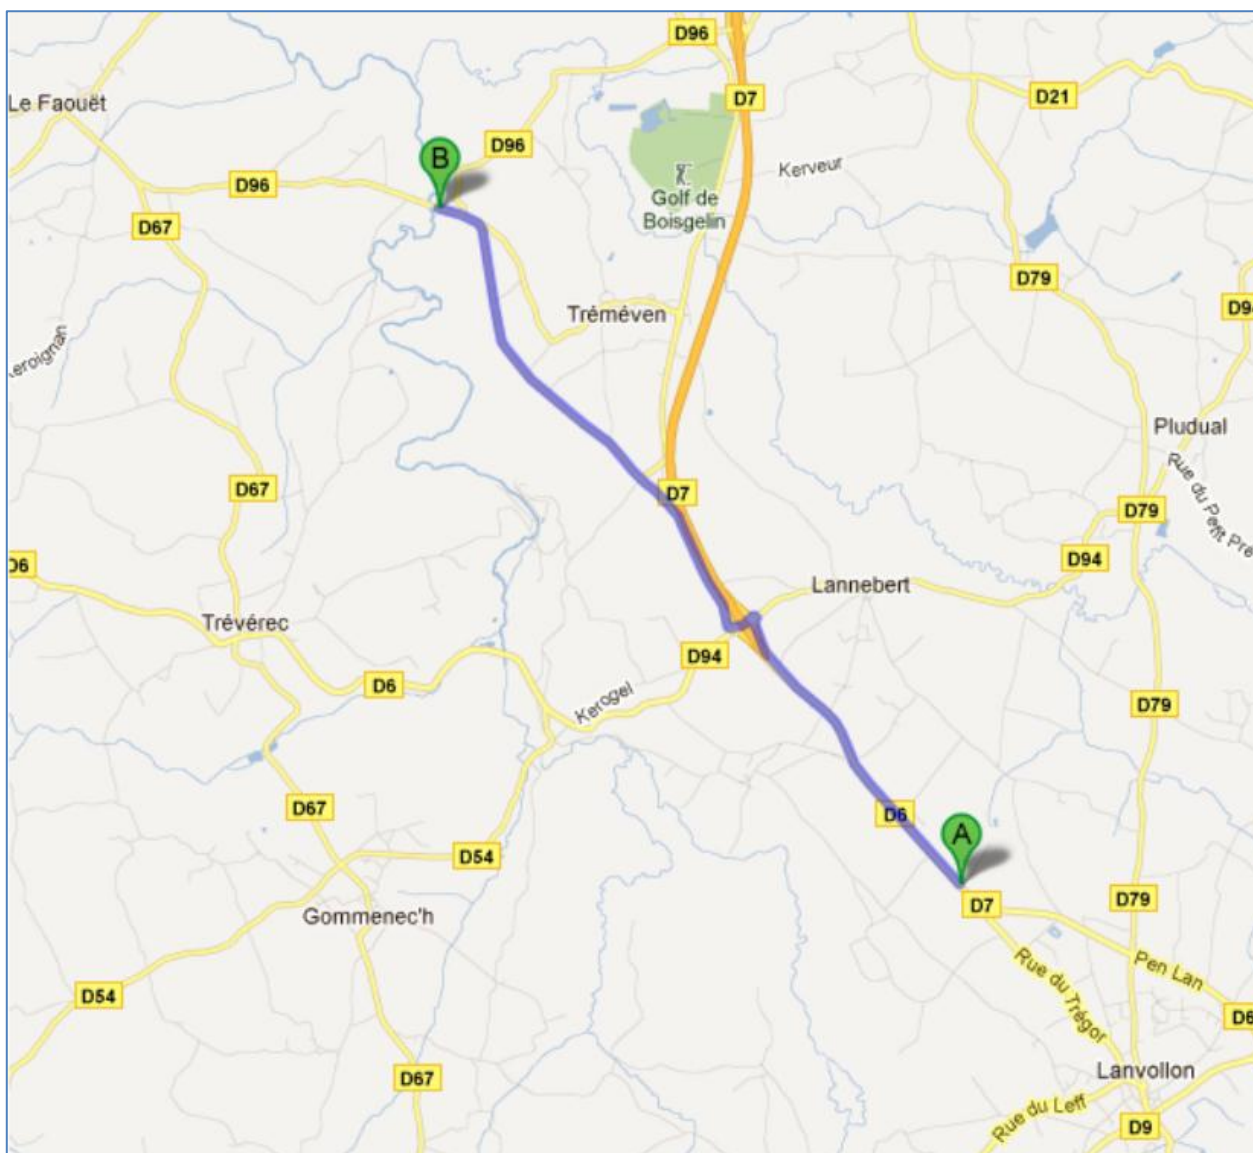 D96
D7
D21
Le Faouët
B
D96
Kerveur
D96
Golf de
Boisgelin
D67
D79
Tréméven
Pludual
D67
D7
D79
D6
D94
Lannebert
Trévérec
D94
D6
Kerogel
D79
D67
D6
A
D54
D79
D7
Gommenec'h
Pen Lan
D54
Rue du Trégor
D6
Lanvollon
D67
Rue du Leff
D9